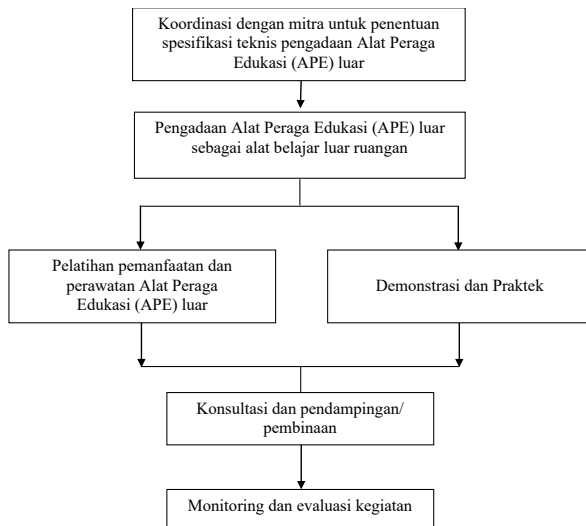 Koordinasi dengan mitra untuk penentuan
spesifikasi teknis pengadaan Alat Peraga
Edukasi (APE) luar
Pengadaan Alat Peraga Edukasi (APE) luar
sebagai alat belajar luar ruangan
Pelatihan pemanfaatan dan
perawatan Alat Peraga
Edukasi (APE) luar
Demonstrasi dan Praktek
Konsultasi dan pendampingan/
pembinaan
Monitoring dan evaluasi kegiatan